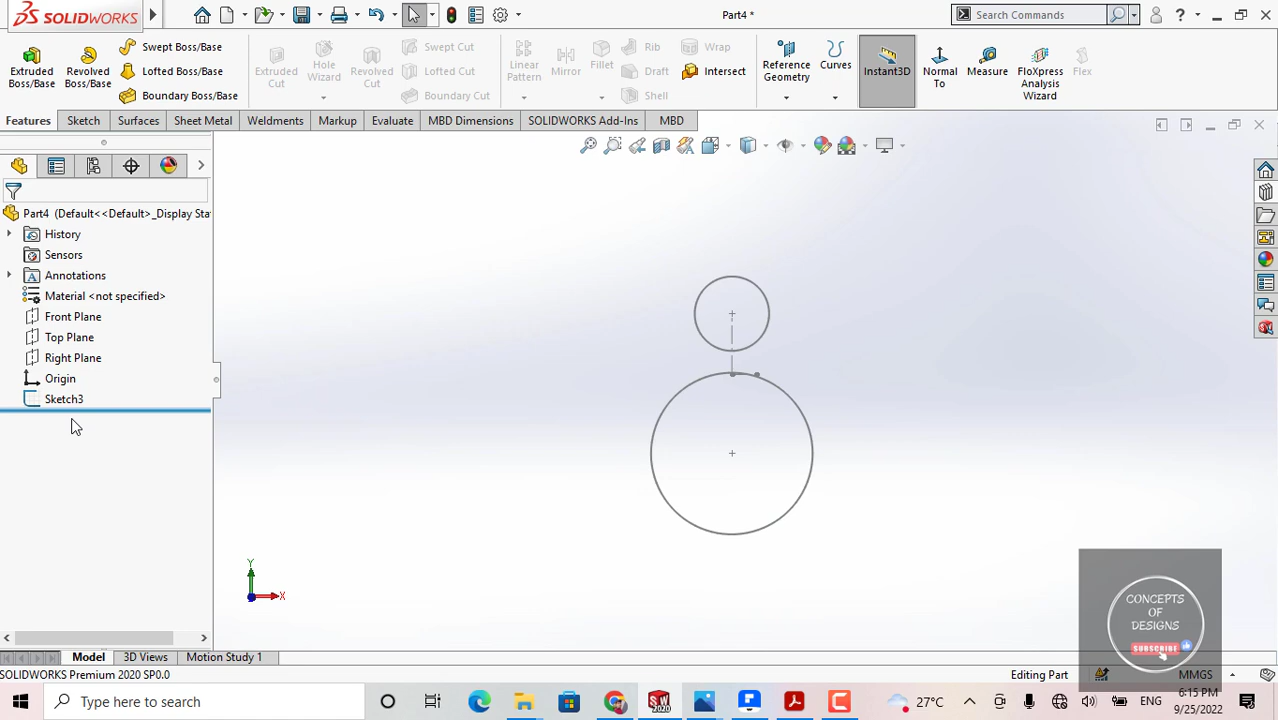 SOLIDWORKS
Part4 *
Search Commands
Extruded Boss/Base
Revolved Boss/Base
Swept Boss/Base
Lofted Boss/Base
Boundary Boss/Base
Extruded Cut
Hole Wizard
Revolved Cut
Swept Cut
Lofted Cut
Boundary Cut
Linear Pattern
Mirror
Fillet
Rib
Draft
Shell
Wrap
Intersect
Reference Geometry
Curves
Instant3D
Normal To
Measure
FloXpress Analysis Wizard
Flex
Features
Sketch
Surfaces
Sheet Metal
Weldments
Markup
Evaluate
MBD Dimensions
SOLIDWORKS Add-Ins
MBD
Part4 (Default<<Default>_Display Sta
History
Sensors
Annotations
Material <not specified>
Front Plane
Top Plane
Right Plane
Origin
Sketch3
Y
X
CONCEPTS
OF
DESIGNS
SUBSCRIBE
Model
3D Views
Motion Study 1
SOLIDWORKS Premium 2020 SP0.0
Editing Part
MMGS
Type here to search
27°C
ENG
6:15 PM
9/25/2022